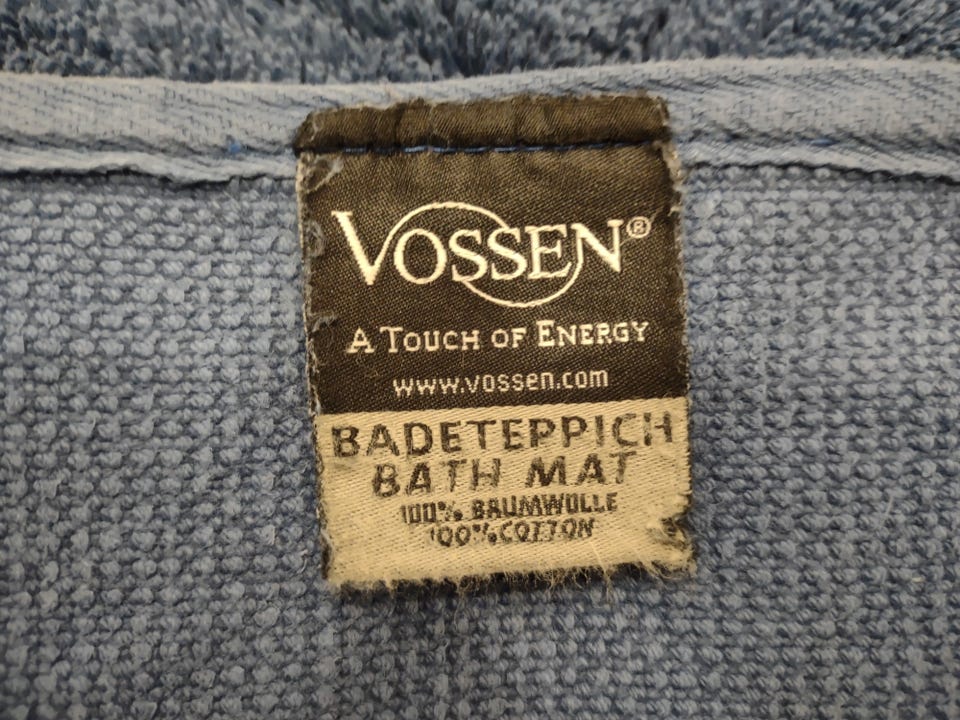 VOSSEN®
A TOUCH OF ENERGY
www.vossen.com
BADETEPPICH
BATH MAT
100% BAUMWOLLE
100% COTTON